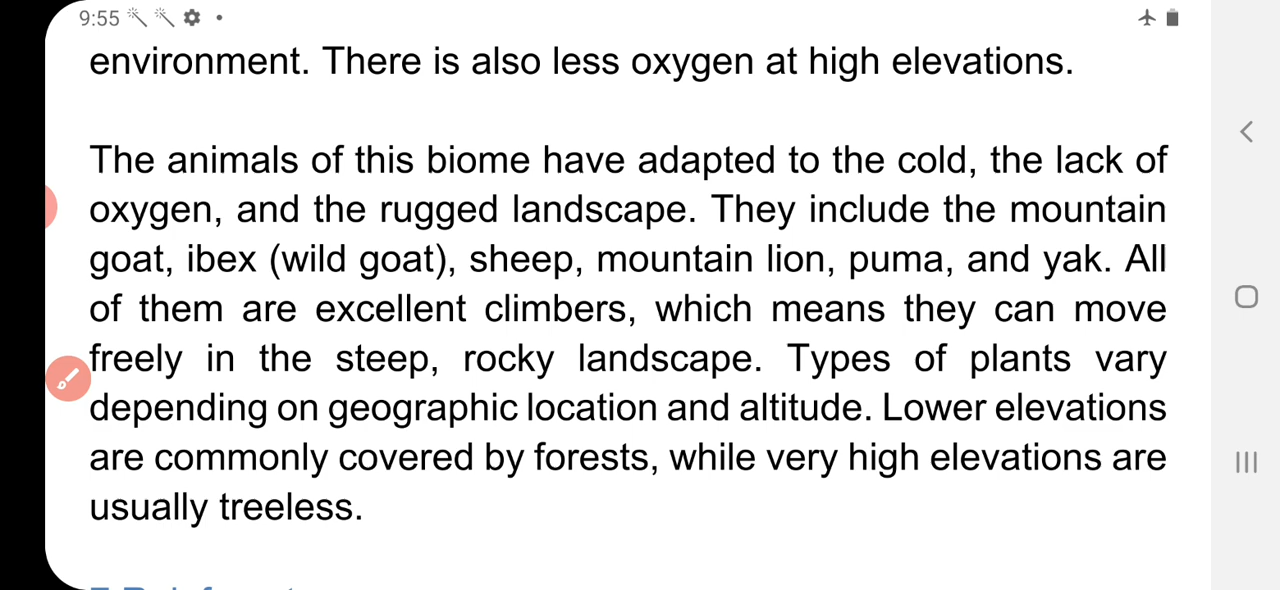 9:55
environment. There is also less oxygen at high elevations.
The animals of this biome have adapted to the cold, the lack of
oxygen, and the rugged landscape. They include the mountain
goat, ibex (wild goat), sheep, mountain lion, puma, and yak. All
of them are excellent climbers, which means they can move
freely in the steep, rocky landscape. Types of plants vary
depending on geographic location and altitude. Lower elevations
are commonly covered by forests, while very high elevations are
usually treeless.